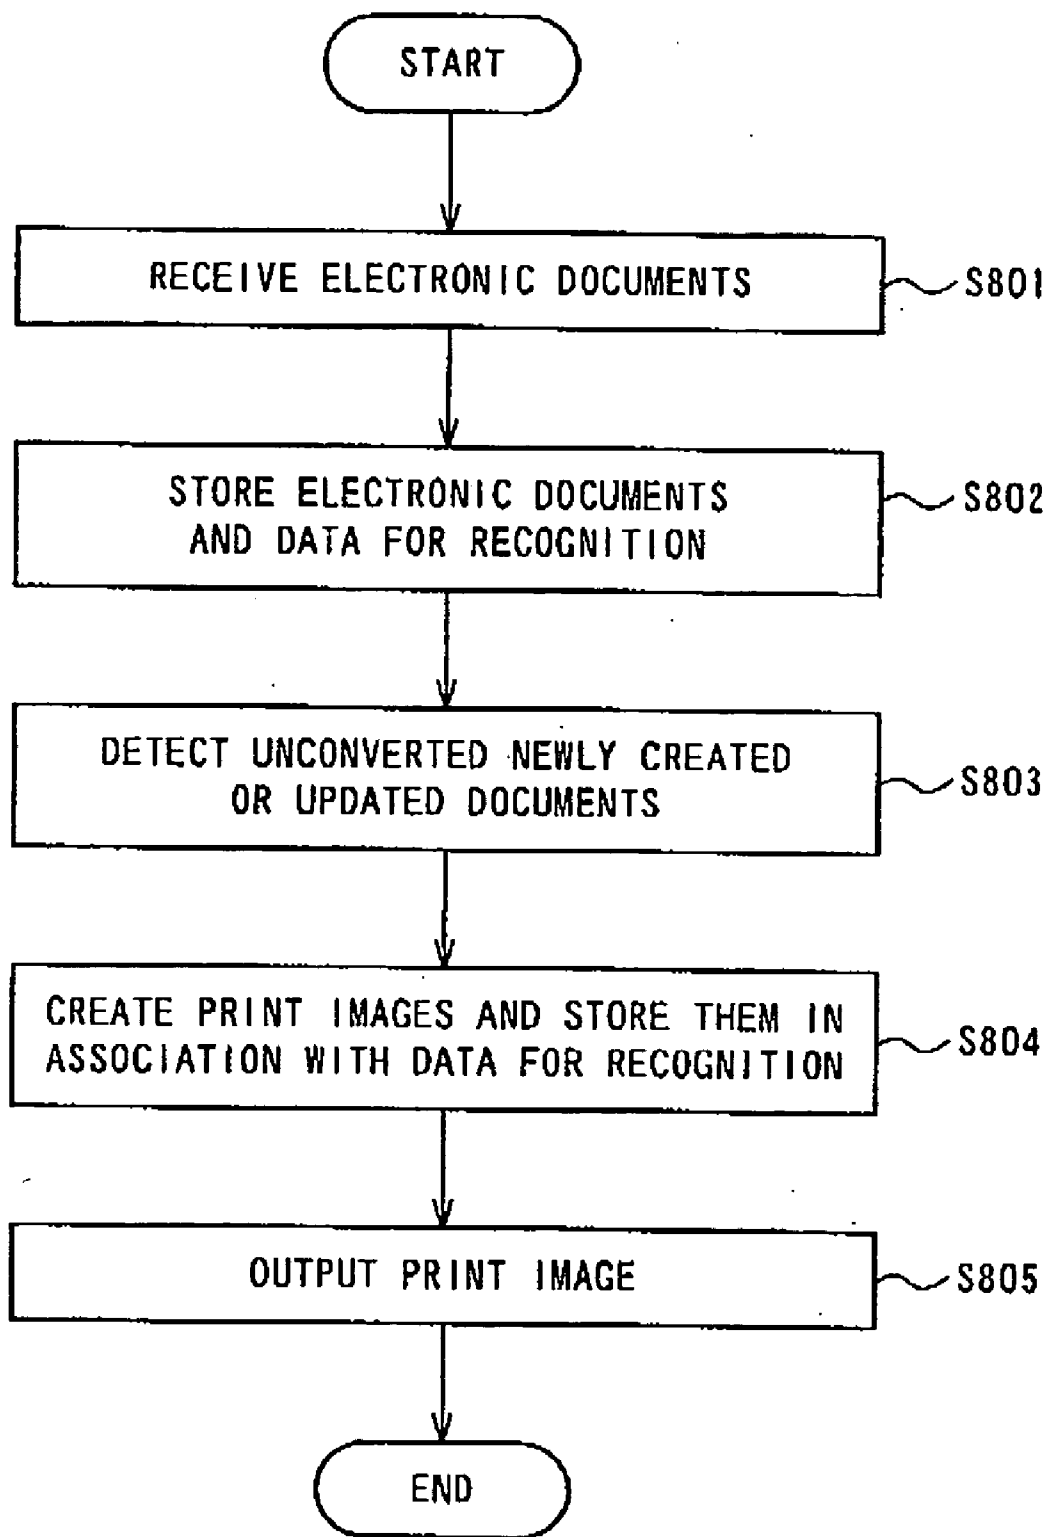 START
RECEIVE ELECTRONIC DOCUMENTS
S801
STORE ELECTRONIC DOCUMENTS
AND DATA FOR RECOGNITION
S802
DETECT UNCONVERTED NEWLY CREATED
OR UPDATED DOCUMENTS
S803
CREATE PRINT IMAGES AND STORE THEM IN
ASSOCIATION WITH DATA FOR RECOGNITION
S804
OUTPUT PRINT IMAGE
S805
END